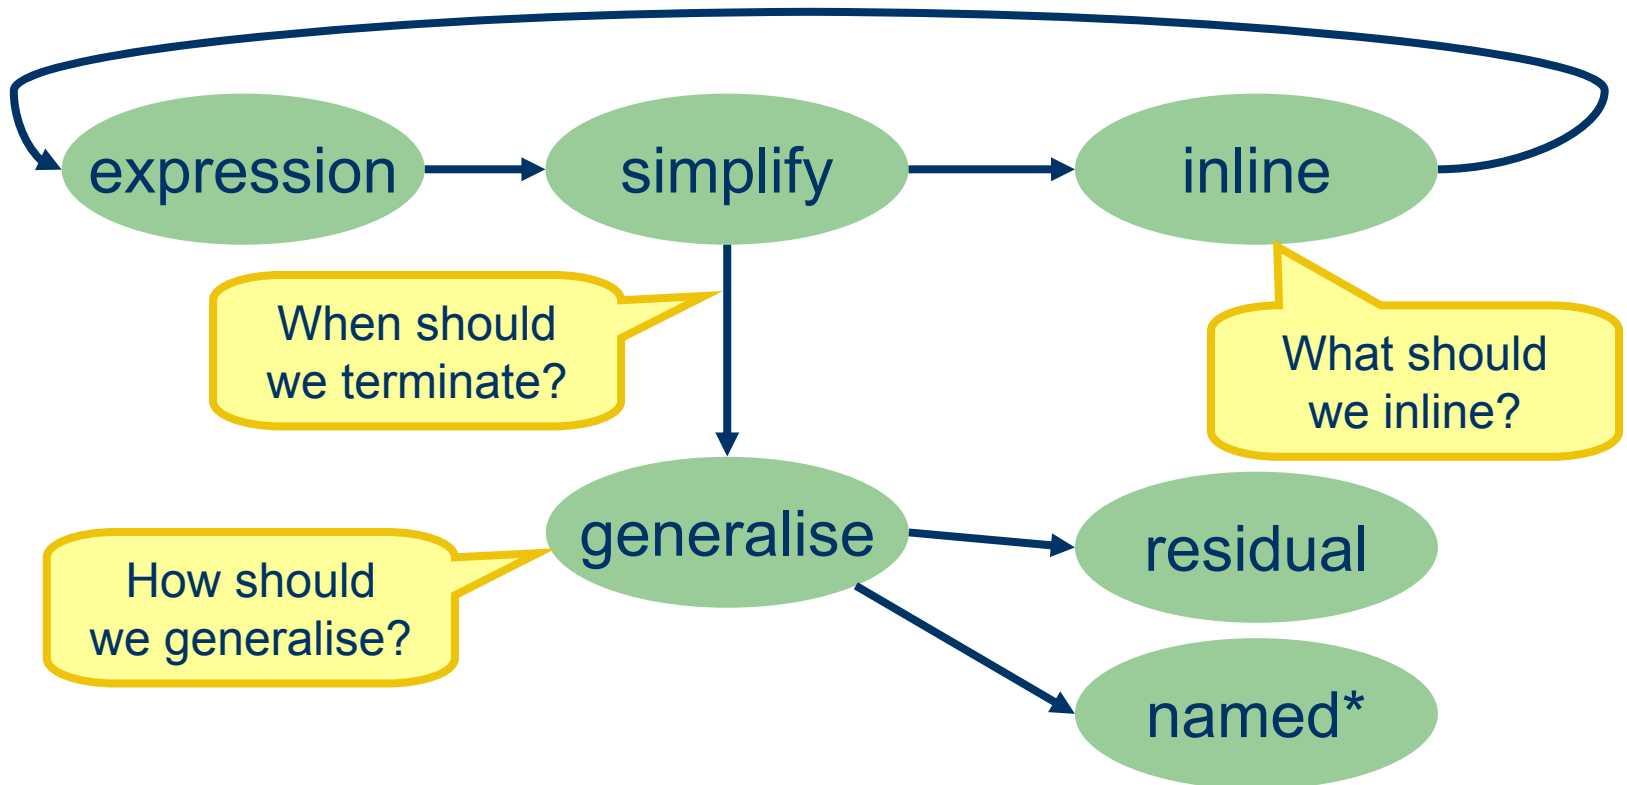 expression
simplify
inline
When should
we terminate?
What should
we inline?
generalise
residual
How should
we generalise?
named*